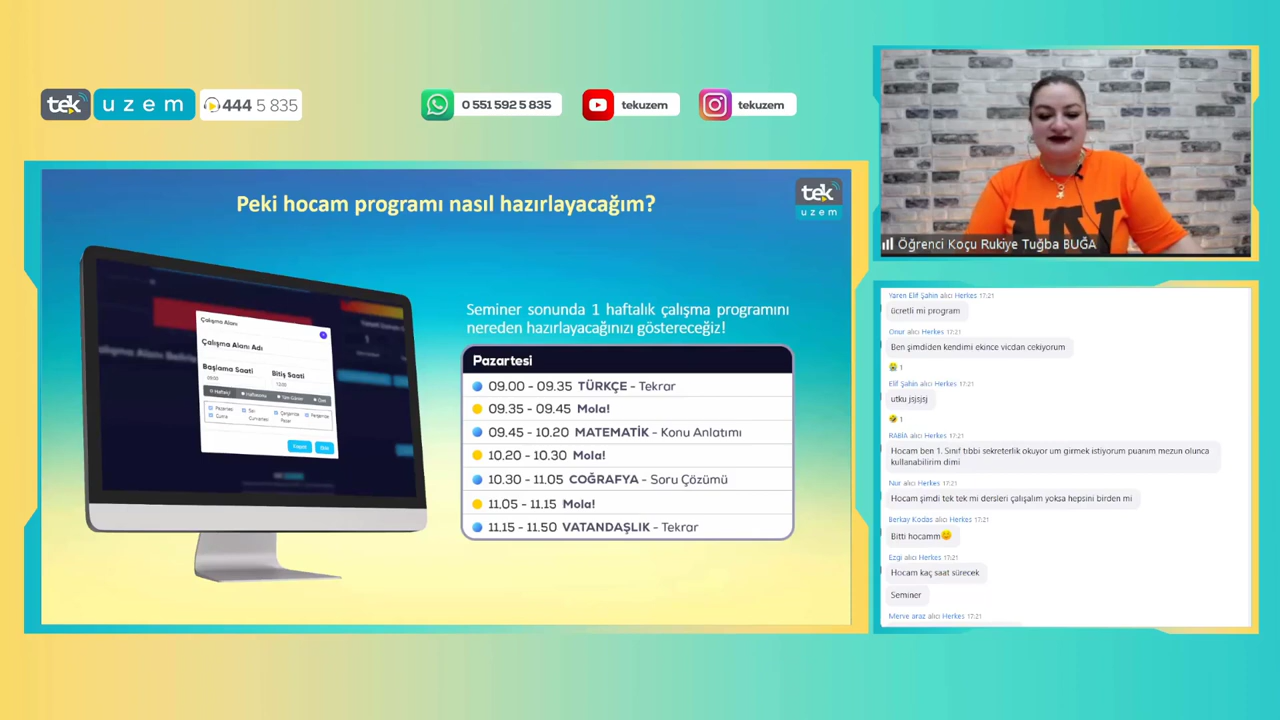 tek uzem 444 5 835
0 551 592 5 835
tekuzem
tekuzem
Peki hocam programı nasıl hazırlayacağım?
tek
uzem
Çalışma Alanı
Çalışma Alanı Adı
Başlama Saati
Bitiş Saati
09:00
Seminer sonunda 1 haftalık çalışma programını
nereden hazırlayacağınızı göstereceğiz!
Pazartesi
09.00 - 09.35 TÜRKÇE - Tekrar
09.35 - 09.45 Mola!
09.45 - 10.20 MATEMATİK - Konu Anlatımı
10.20 - 10.30 Mola!
10.30 - 11.05 COĞRAFYA - Soru Çözümü
11.05 - 11.15 Mola!
11.15 - 11.50 VATANDAŞLIK - Tekrar
Öğrenci Koçu Rukiye Tuğba BUĞA
Yaren Elif Şahin alıcı Herkes 17:21
ücretli mi program
Onur alıcı Herkes 17:21
Ben şimdiden kendimi ekince vicdan cekiyorum
1
Elif Şahis alıcı Herkes 17:21
utku jsjsjsj
1
RABİA alıcı Herkes 17:21
Hocam ben 1. Sınıf tıbbi sekreterlik okuyor um girmek istiyorum puanım mezun olunca
kullanabilirim dimi
Nur alıcı Herkes 17:21
Hocam şimdi tek tek mi dersleri çalışalım yoksa hepsini birden mi
Berkay Kodas alıcı Herkes 17:21
Bitti hocamm
Ezgi alıcı Herkes 17:21
Hocam kaç saat sürecek
Seminer
Merve araz alıcı Herkes 17:21